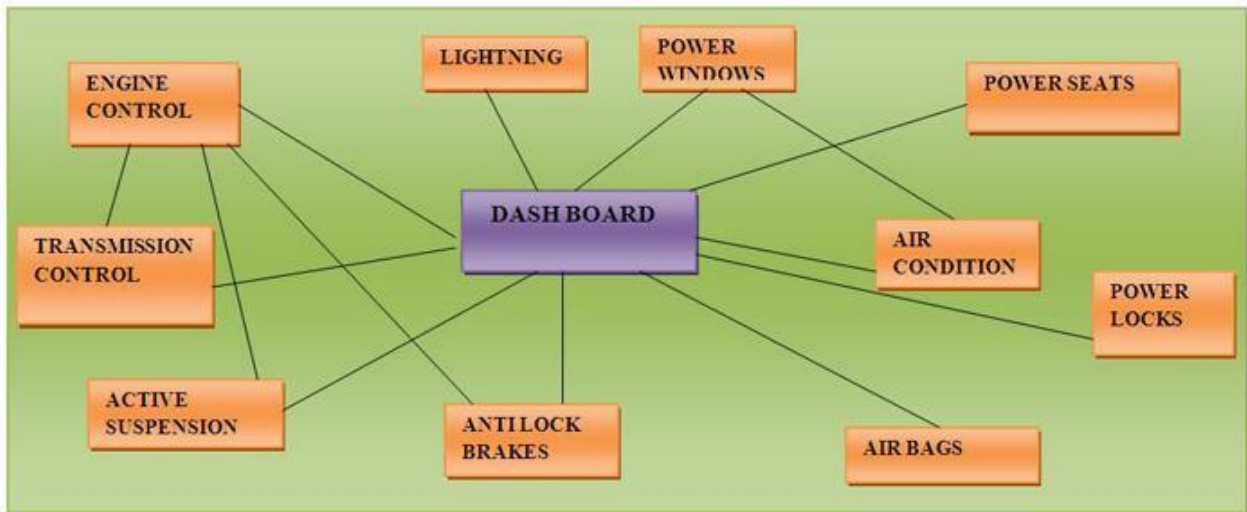 ENGINE
CONTROL
LIGHTNING
POWER
WINDOWS
POWER SEATS
DASH BOARD
TRANSMISSION
CONTROL
AIR
CONDITION
POWER
LOCKS
ACTIVE
SUSPENSION
ANTI LOCK
BRAKES
AIR BAGS